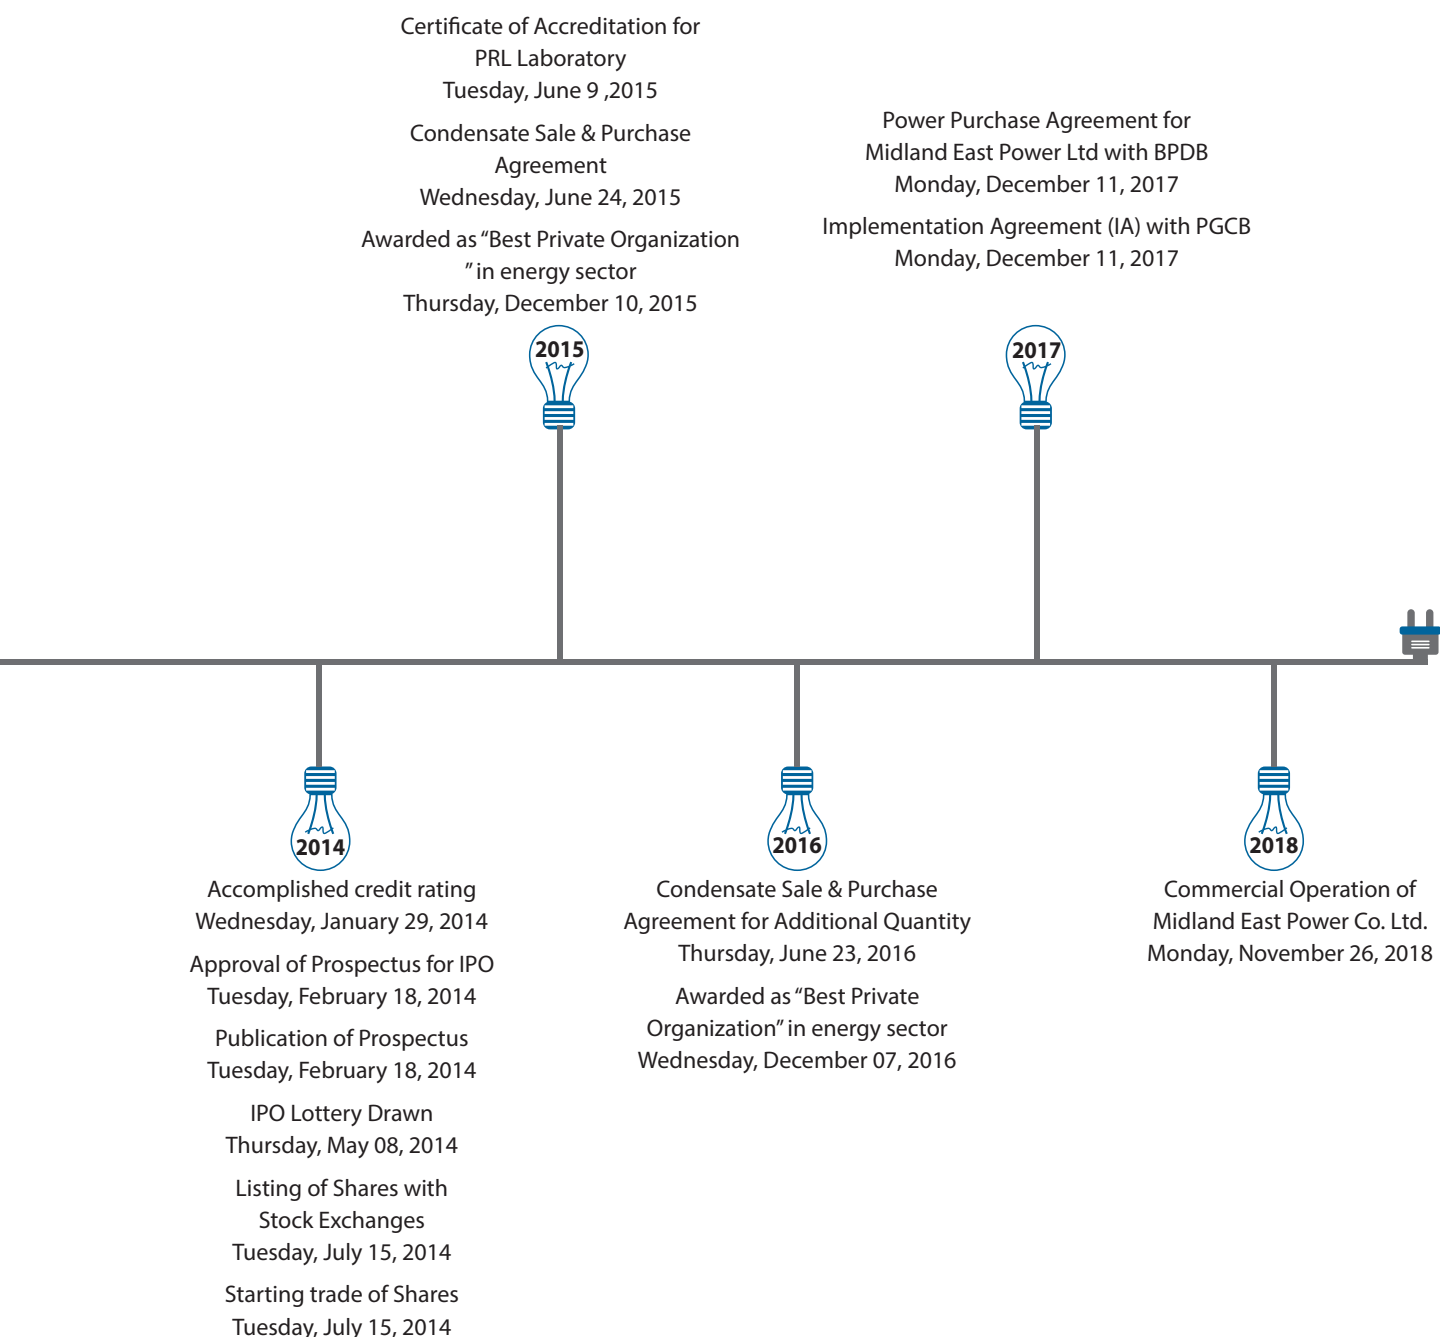 Certificate of Accreditation for
PRL Laboratory
Tuesday, June 9 ,2015
Condensate Sale & Purchase
Agreement
Wednesday, June 24, 2015
Awarded as “Best Private Organization
” in energy sector
Thursday, December 10, 2015
2015
Power Purchase Agreement for
Midland East Power Ltd with BPDB
Monday, December 11, 2017
Implementation Agreement (IA) with PGCB
Monday, December 11, 2017
2017
2014
Accomplished credit rating
Wednesday, January 29, 2014
Approval of Prospectus for IPO
Tuesday, February 18, 2014
Publication of Prospectus
Tuesday, February 18, 2014
IPO Lottery Drawn
Thursday, May 08, 2014
Listing of Shares with
Stock Exchanges
Tuesday, July 15, 2014
Starting trade of Shares
Tuesday, July 15, 2014
2016
Condensate Sale & Purchase
Agreement for Additional Quantity
Thursday, June 23, 2016
Awarded as “Best Private
Organization” in energy sector
Wednesday, December 07, 2016
2018
Commercial Operation of
Midland East Power Co. Ltd.
Monday, November 26, 2018